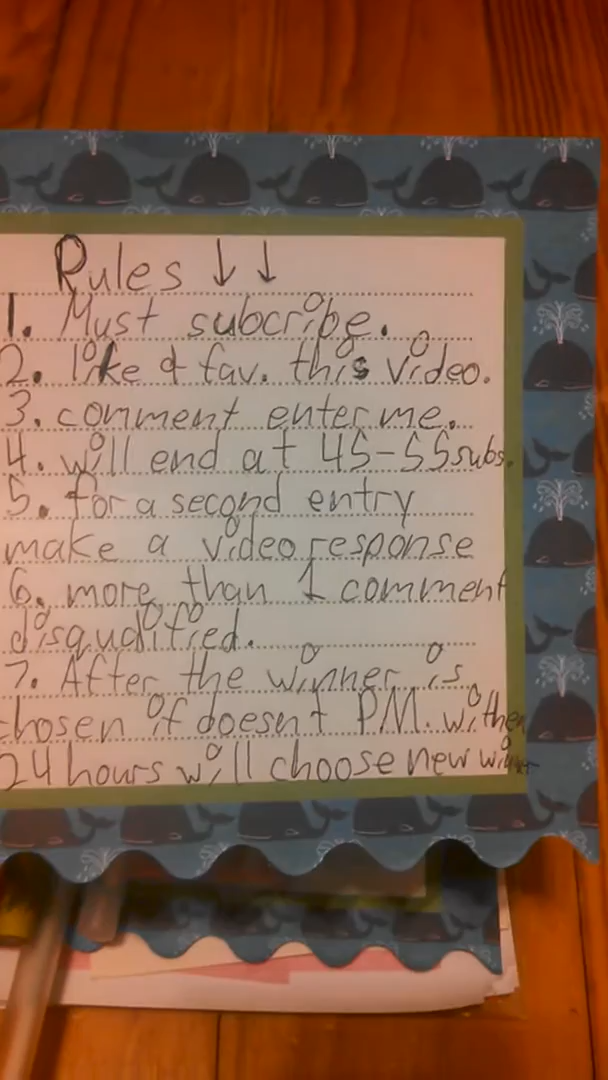 Rules ↓ ↓
1. Must subcribe.
2. like & fav. this video.
3. comment enter me.
4. will end at 45-55 subs.
5. for a second entry
make a video response
6. more than 1 comment
disqudified.
7. After the winner is
chosen if doesnt PM. withen
24 hours will choose new winner